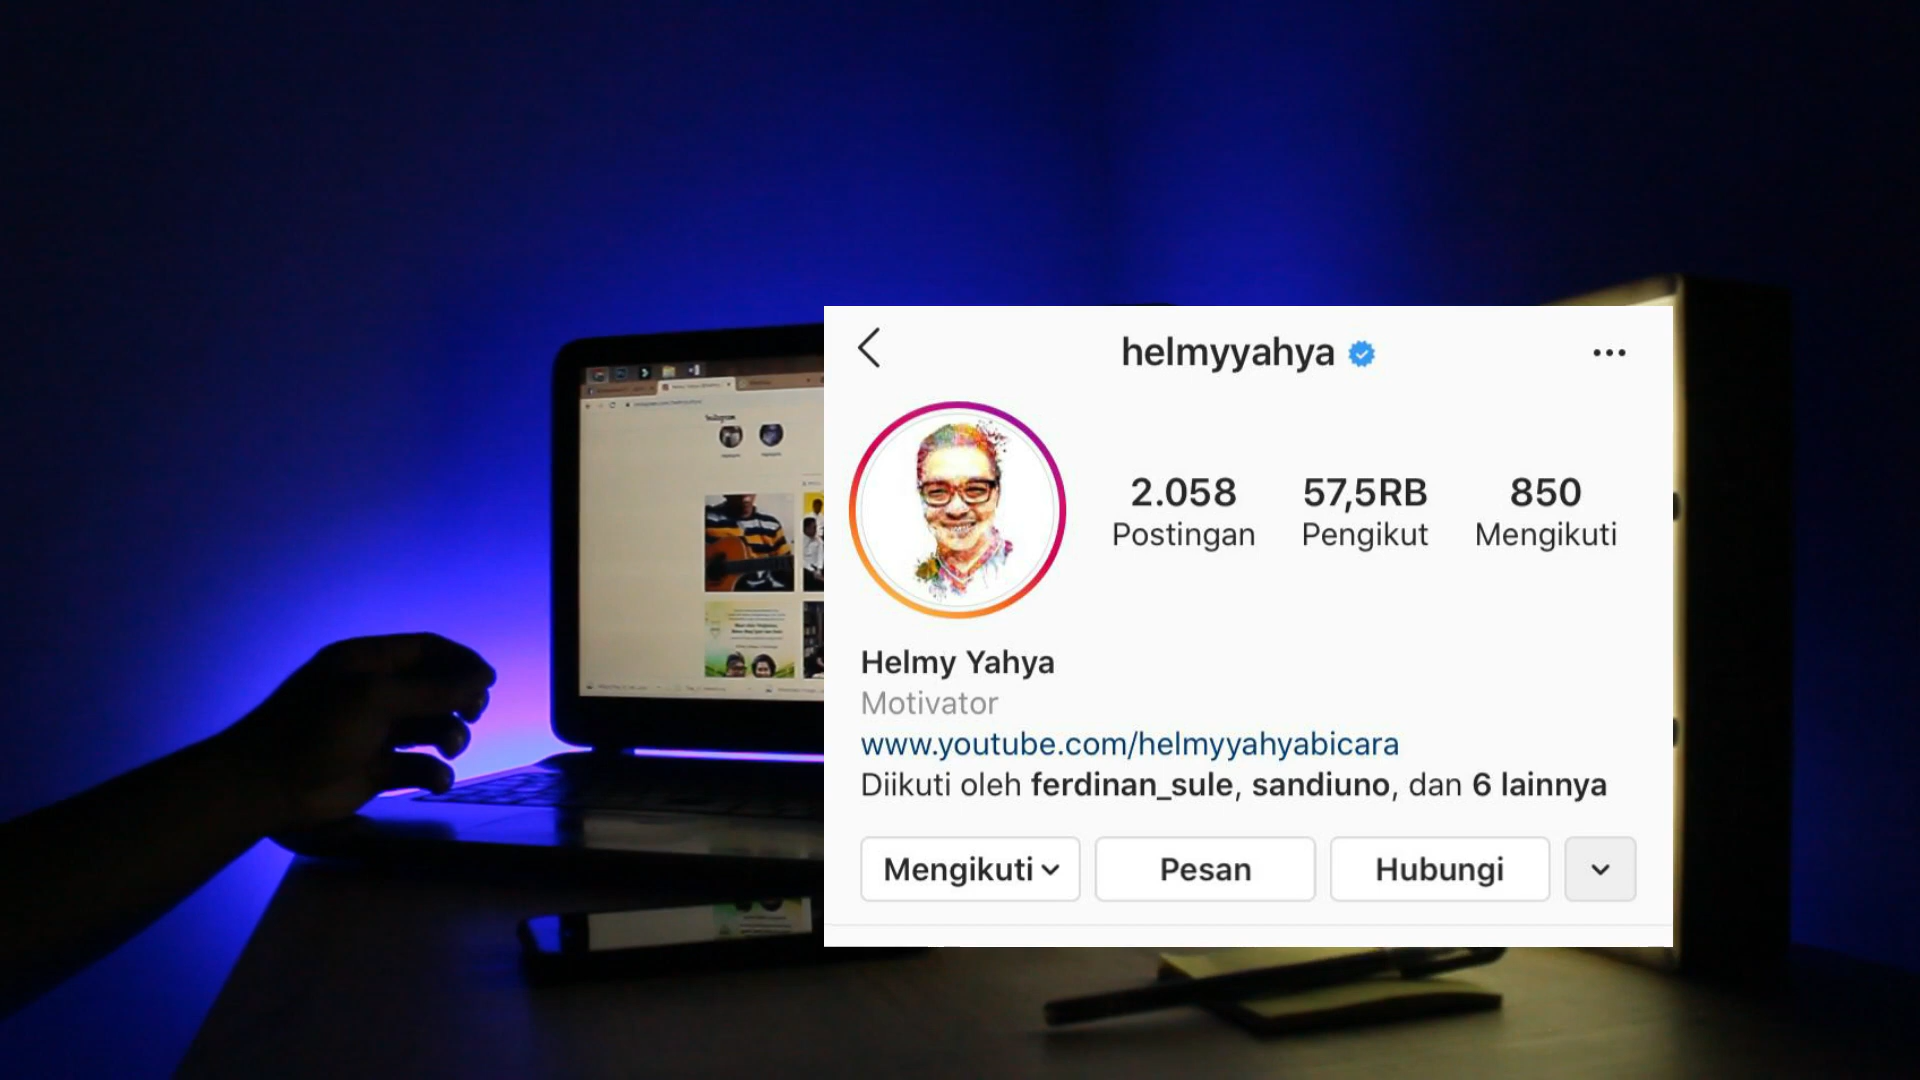 helmyyahya
2.058 57,5RB 850
Postingan Pengikut Mengikuti
Helmy Yahya
Motivator
www.youtube.com/helmyyahyabicara
Diikuti oleh ferdinan_sule, sandiuno, dan 6 lainnya
Mengikuti Pesan Hubungi
Instagram